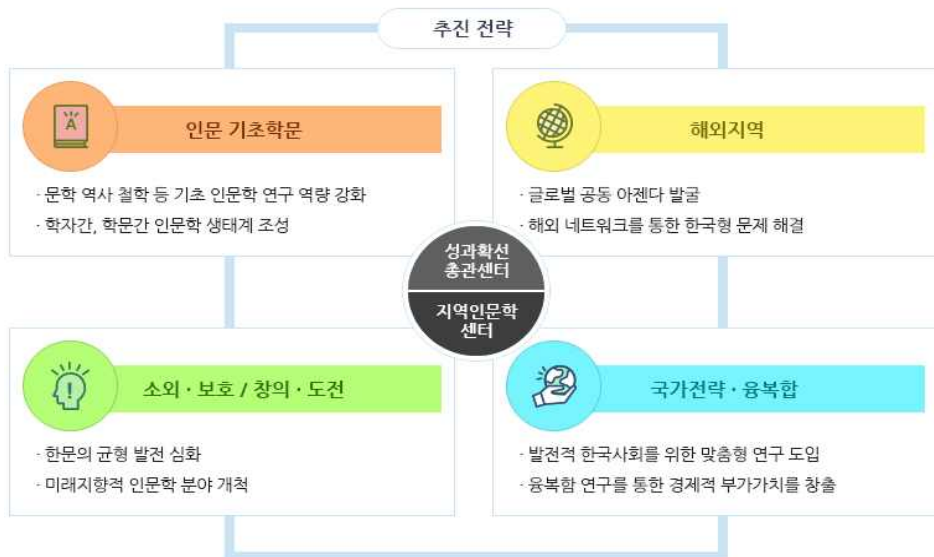 추진 전략
인문 기초학문
· 문학 역사 철학 등 기초 인문학 연구 역량 강화
· 학자간, 학문간 인문학 생태계 조성
해외지역
· 글로벌 공동 아젠다 발굴
· 해외 네트워크를 통한 한국형 문제 해결
성과확선
총관센터
지역인문학
센터
소외 · 보호 / 창의 · 도전
· 한문의 균형 발전 심화
· 미래지향적 인문학 분야 개척
국가전략 · 융복합
· 발전적 한국사회를 위한 맞춤형 연구 도입
· 융복함 연구를 통한 경제적 부가가치를 창출